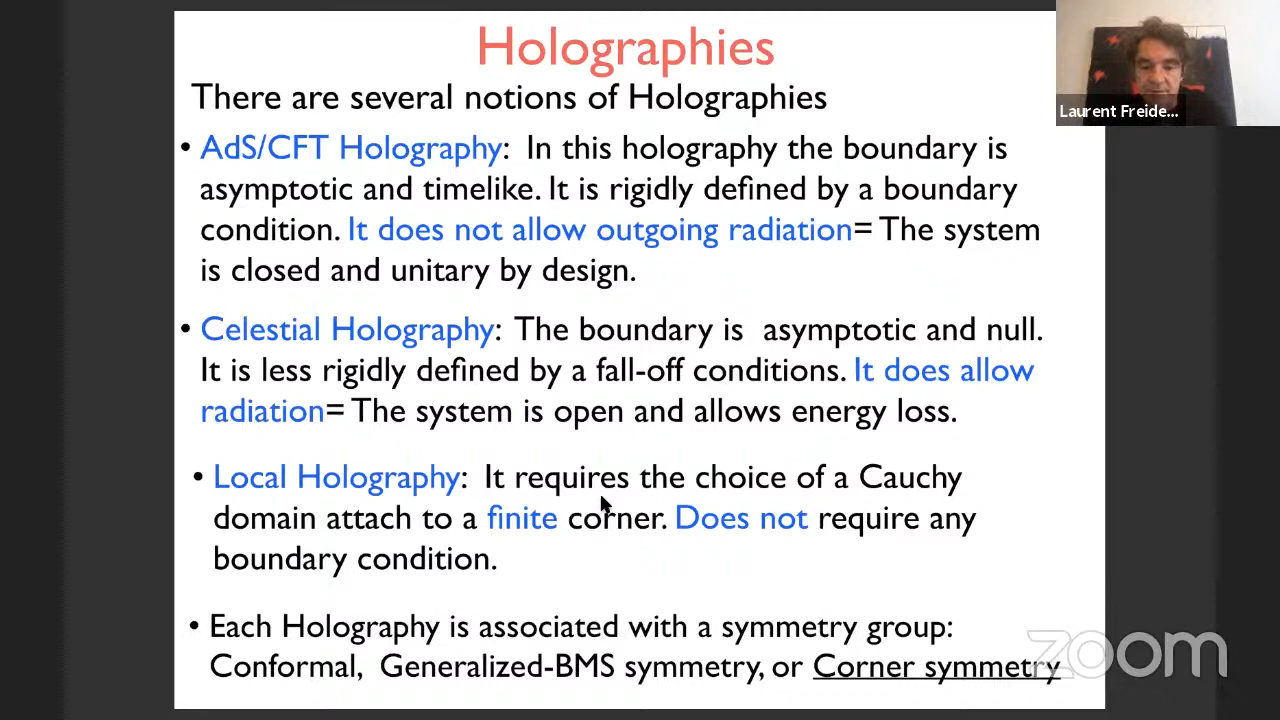 Holographies
There are several notions of Holographies
• AdS/CFT Holography: In this holography the boundary is
asymptotic and timelike. It is rigidly defined by a boundary
condition. It does not allow outgoing radiation= The system
is closed and unitary by design.
• Celestial Holography: The boundary is asymptotic and null.
It is less rigidly defined by a fall-off conditions. It does allow
radiation= The system is open and allows energy loss.
• Local Holography: It requires the choice of a Cauchy
domain attach to a finite corner. Does not require any
boundary condition.
• Each Holography is associated with a symmetry group:
Conformal, Generalized-BMS symmetry, or Corner symmetry
Laurent Freide...
zoom